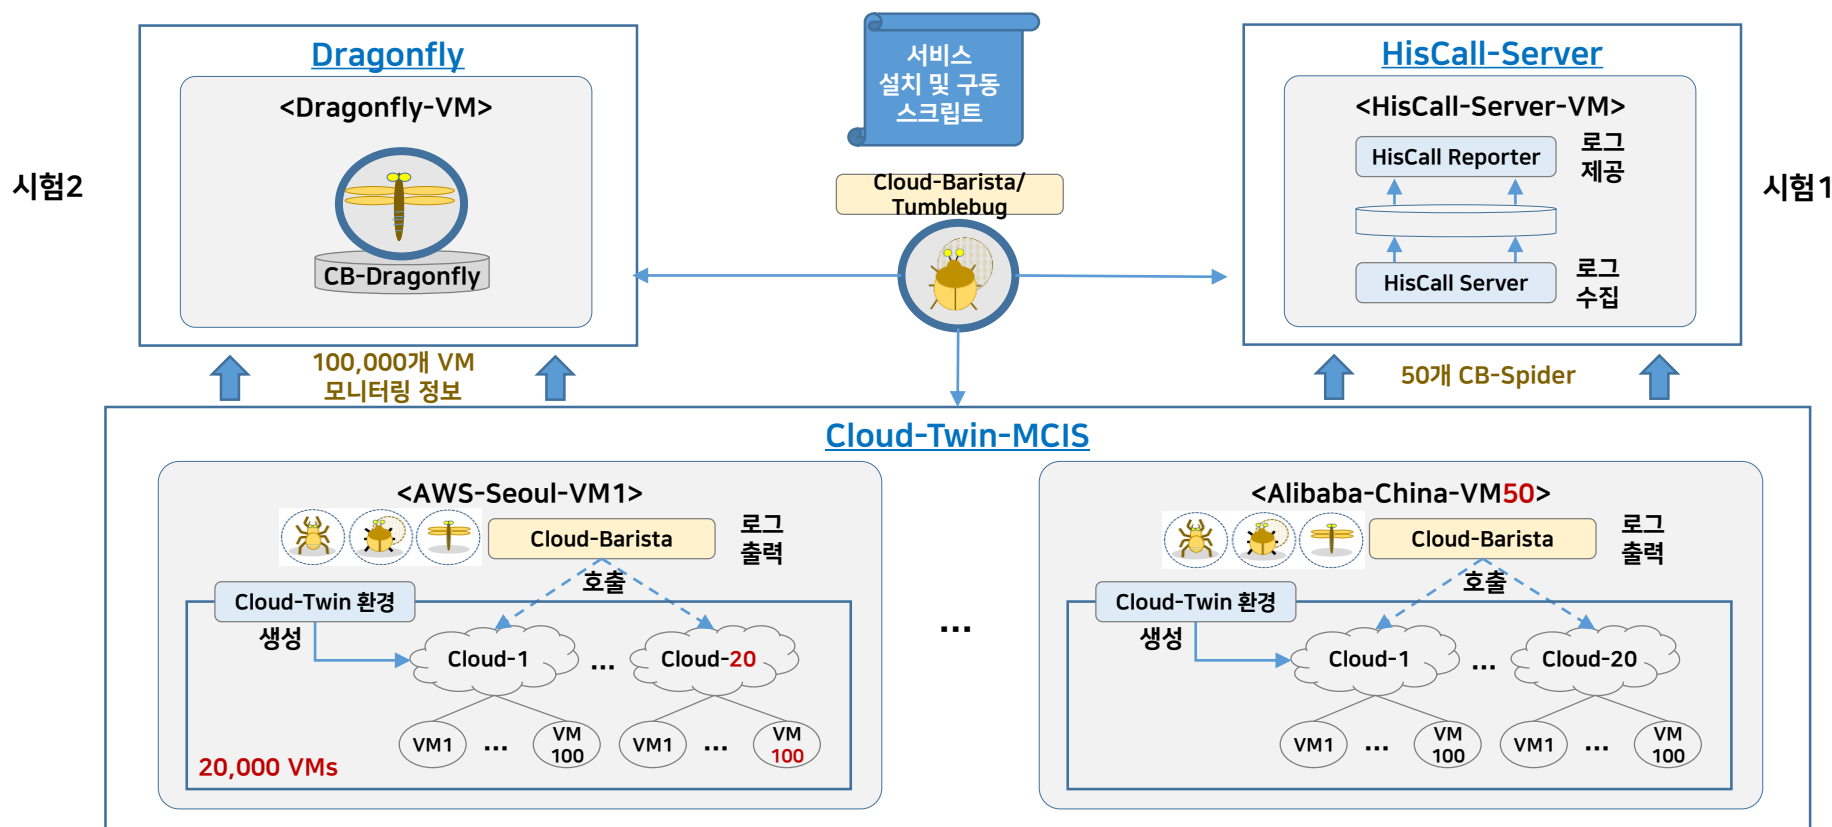 Dragonfly
<Dragonfly-VM>
CB-Dragonfly
시험2
서비스
설치 및 구동
스크립트
Cloud-Barista/
Tumblebug
HisCall-Server
<HisCall-Server-VM>
HisCall Reporter
로그
제공
HisCall Server
로그
수집
시험1
100,000개 VM
모니터링 정보
50개 CB-Spider
Cloud-Twin-MCIS
<AWS-Seoul-VM1>
Cloud-Barista
로그
출력
호출
Cloud-Twin 환경
생성
Cloud-1
...
Cloud-20
VM1
...
VM
100
VM1
...
VM
100
20,000 VMs
...
<Alibaba-China-VM50>
Cloud-Barista
로그
출력
호출
Cloud-Twin 환경
생성
Cloud-1
...
Cloud-20
VM1
...
VM
100
VM1
...
VM
100